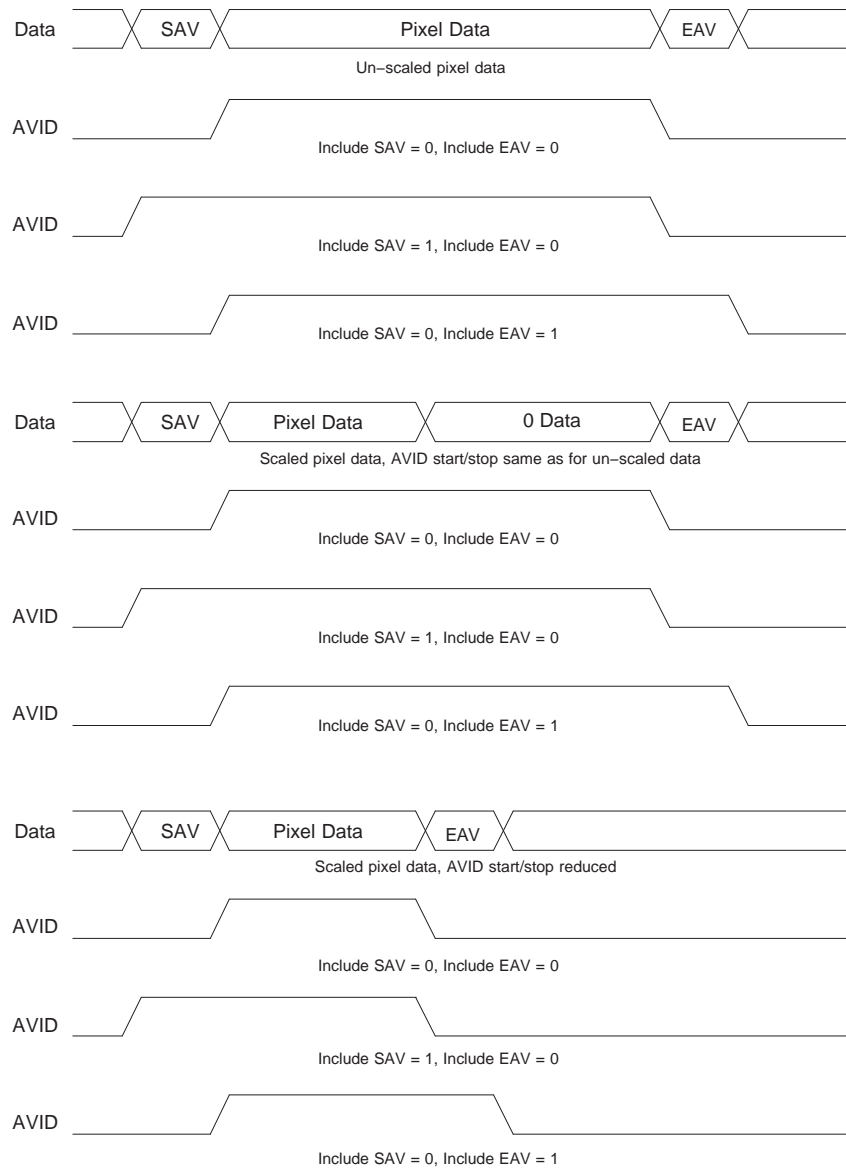 Data SAV Pixel Data EAV
Un−scaled pixel data
AVID
Include SAV = 0, Include EAV = 0
AVID
Include SAV = 1, Include EAV = 0
AVID
Include SAV = 0, Include EAV = 1
Data SAV Pixel Data 0 Data EAV
Scaled pixel data, AVID start/stop same as for un−scaled data
AVID
Include SAV = 0, Include EAV = 0
AVID
Include SAV = 1, Include EAV = 0
AVID
Include SAV = 0, Include EAV = 1
Data SAV Pixel Data EAV
Scaled pixel data, AVID start/stop reduced
AVID
Include SAV = 0, Include EAV = 0
AVID
Include SAV = 1, Include EAV = 0
AVID
Include SAV = 0, Include EAV = 1